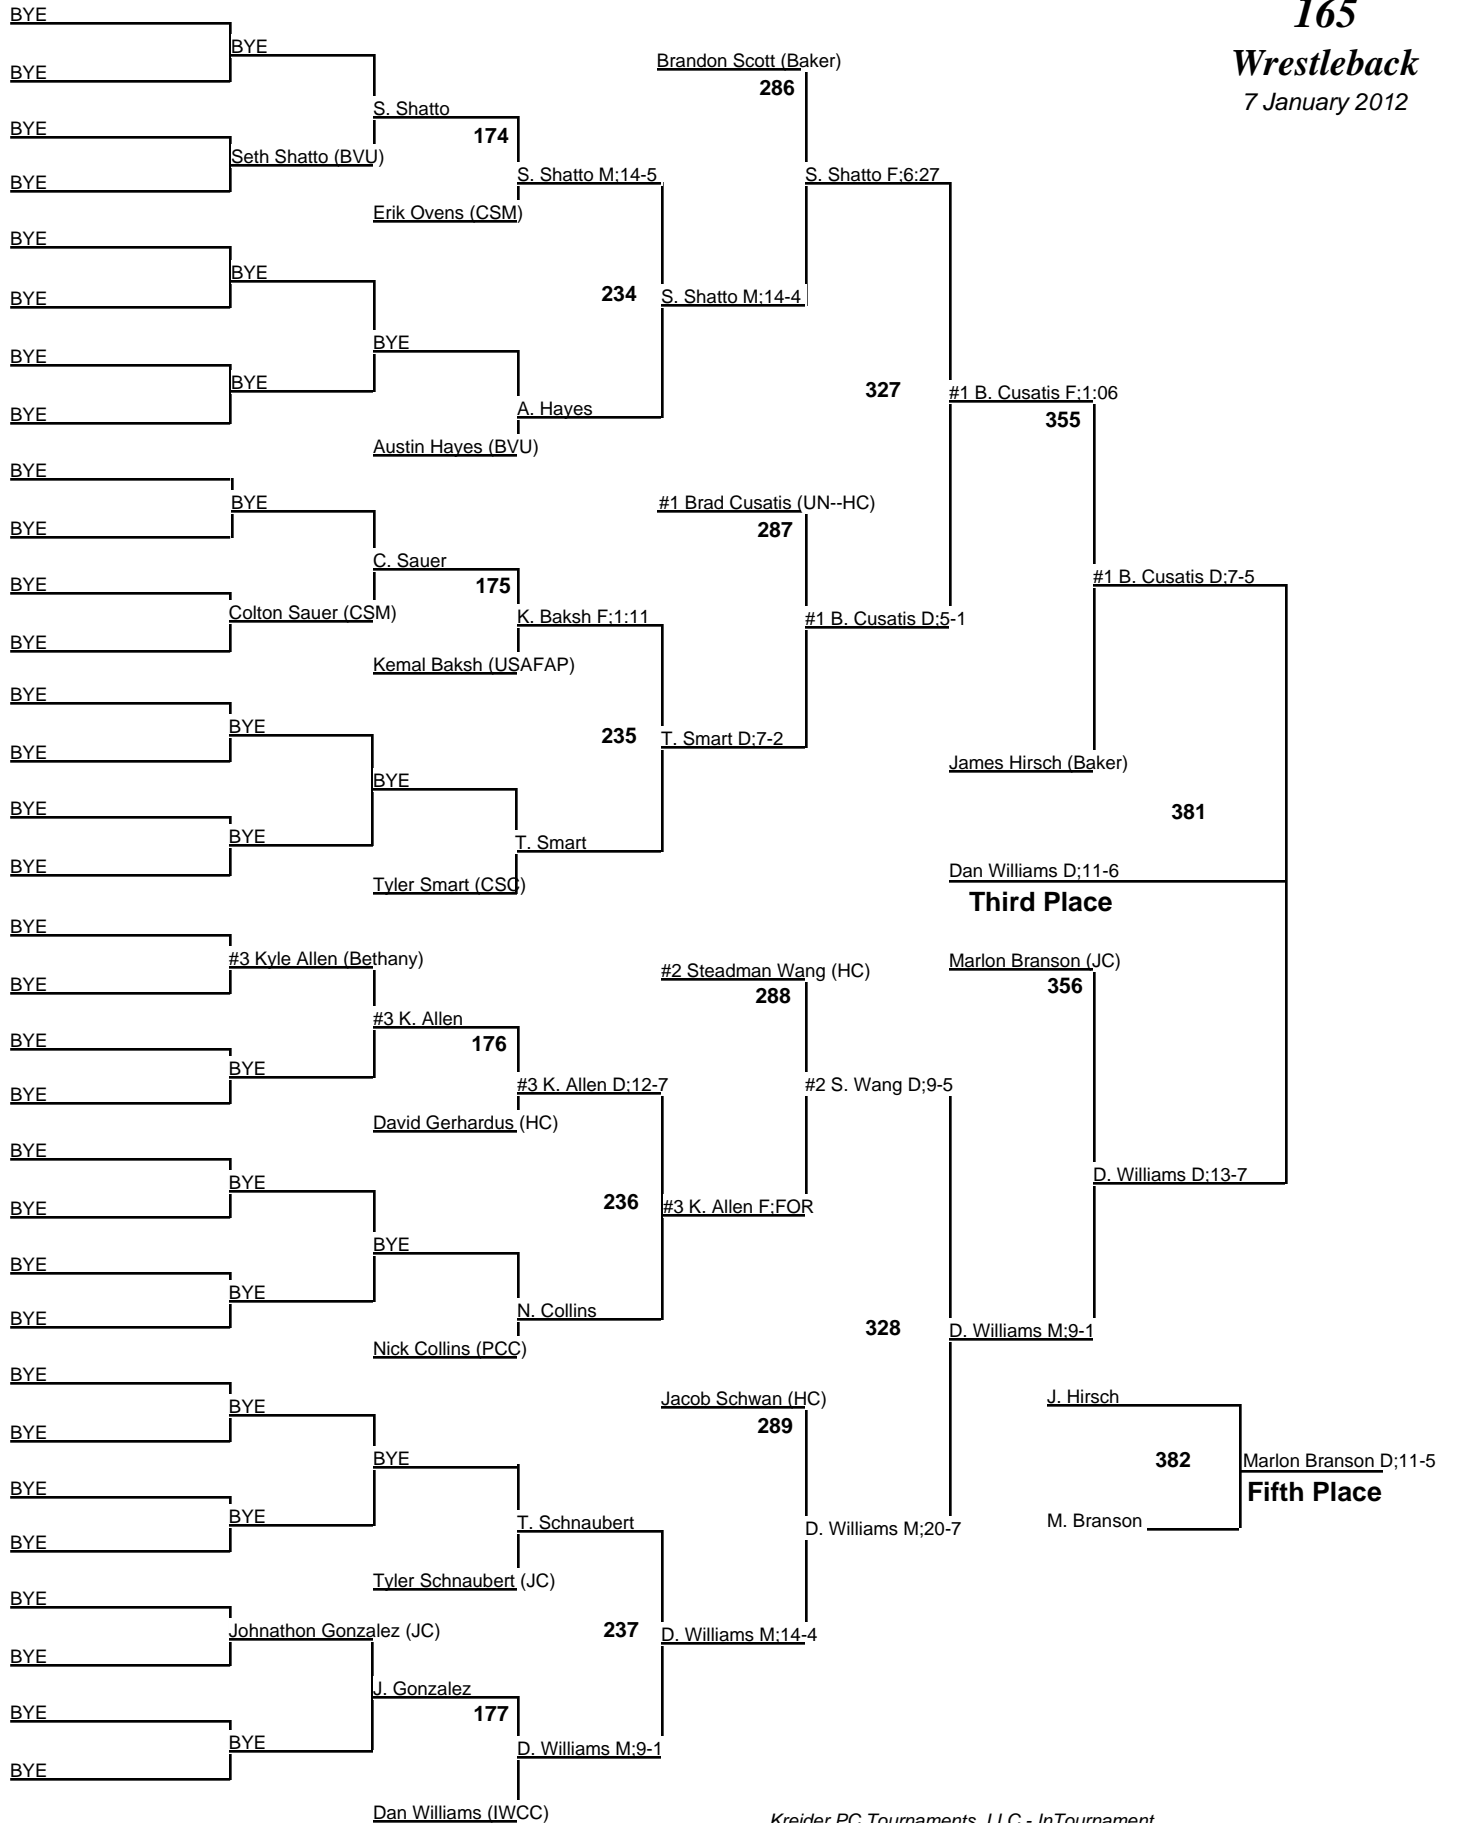 165
Wrestleback
7 January 2012
BYE
BYE
BYE
Brandon Scott (Baker)
286
S. Shatto
BYE
174
Seth Shatto (BVU)
S. Shatto M;14-5
S. Shatto F;6:27
BYE
Erik Ovens (CSM)
BYE
BYE
234
S. Shatto M;14-4
BYE
BYE
BYE
BYE
327
#1 B. Cusatis F;1:06
A. Hayes
BYE
355
Austin Hayes (BVU)
BYE
BYE
#1 Brad Cusatis (UN--HC)
BYE
287
C. Sauer
BYE
175
#1 B. Cusatis D;7-5
Colton Sauer (CSM)
K. Baksh F;1:11
#1 B. Cusatis D;5-1
BYE
Kemal Baksh (USAFAP)
BYE
BYE
235
T. Smart D;7-2
BYE
James Hirsch (Baker)
BYE
BYE
381
BYE
T. Smart
BYE
Dan Williams D;11-6
Tyler Smart (CSC)
Third Place
BYE
#3 Kyle Allen (Bethany)
#2 Steadman Wang (HC)
Marlon Branson (JC)
BYE
288
356
#3 K. Allen
BYE
176
BYE
#3 K. Allen D;12-7
#2 S. Wang D;9-5
BYE
David Gerhardus (HC)
BYE
BYE
D. Williams D;13-7
BYE
236
#3 K. Allen F;FOR
BYE
BYE
BYE
N. Collins
BYE
328
D. Williams M;9-1
Nick Collins (PCC)
BYE
BYE
Jacob Schwan (HC)
J. Hirsch
BYE
289
BYE
382
Marlon Branson D;11-5
BYE
Fifth Place
BYE
T. Schnaubert
D. Williams M;20-7
M. Branson
BYE
Tyler Schnaubert (JC)
BYE
Johnathon Gonzalez (JC)
237
D. Williams M;14-4
BYE
J. Gonzalez
BYE
177
BYE
D. Williams M;9-1
BYE
Dan Williams (IWCC)
Kreider PC Tournaments, LLC - InTournament